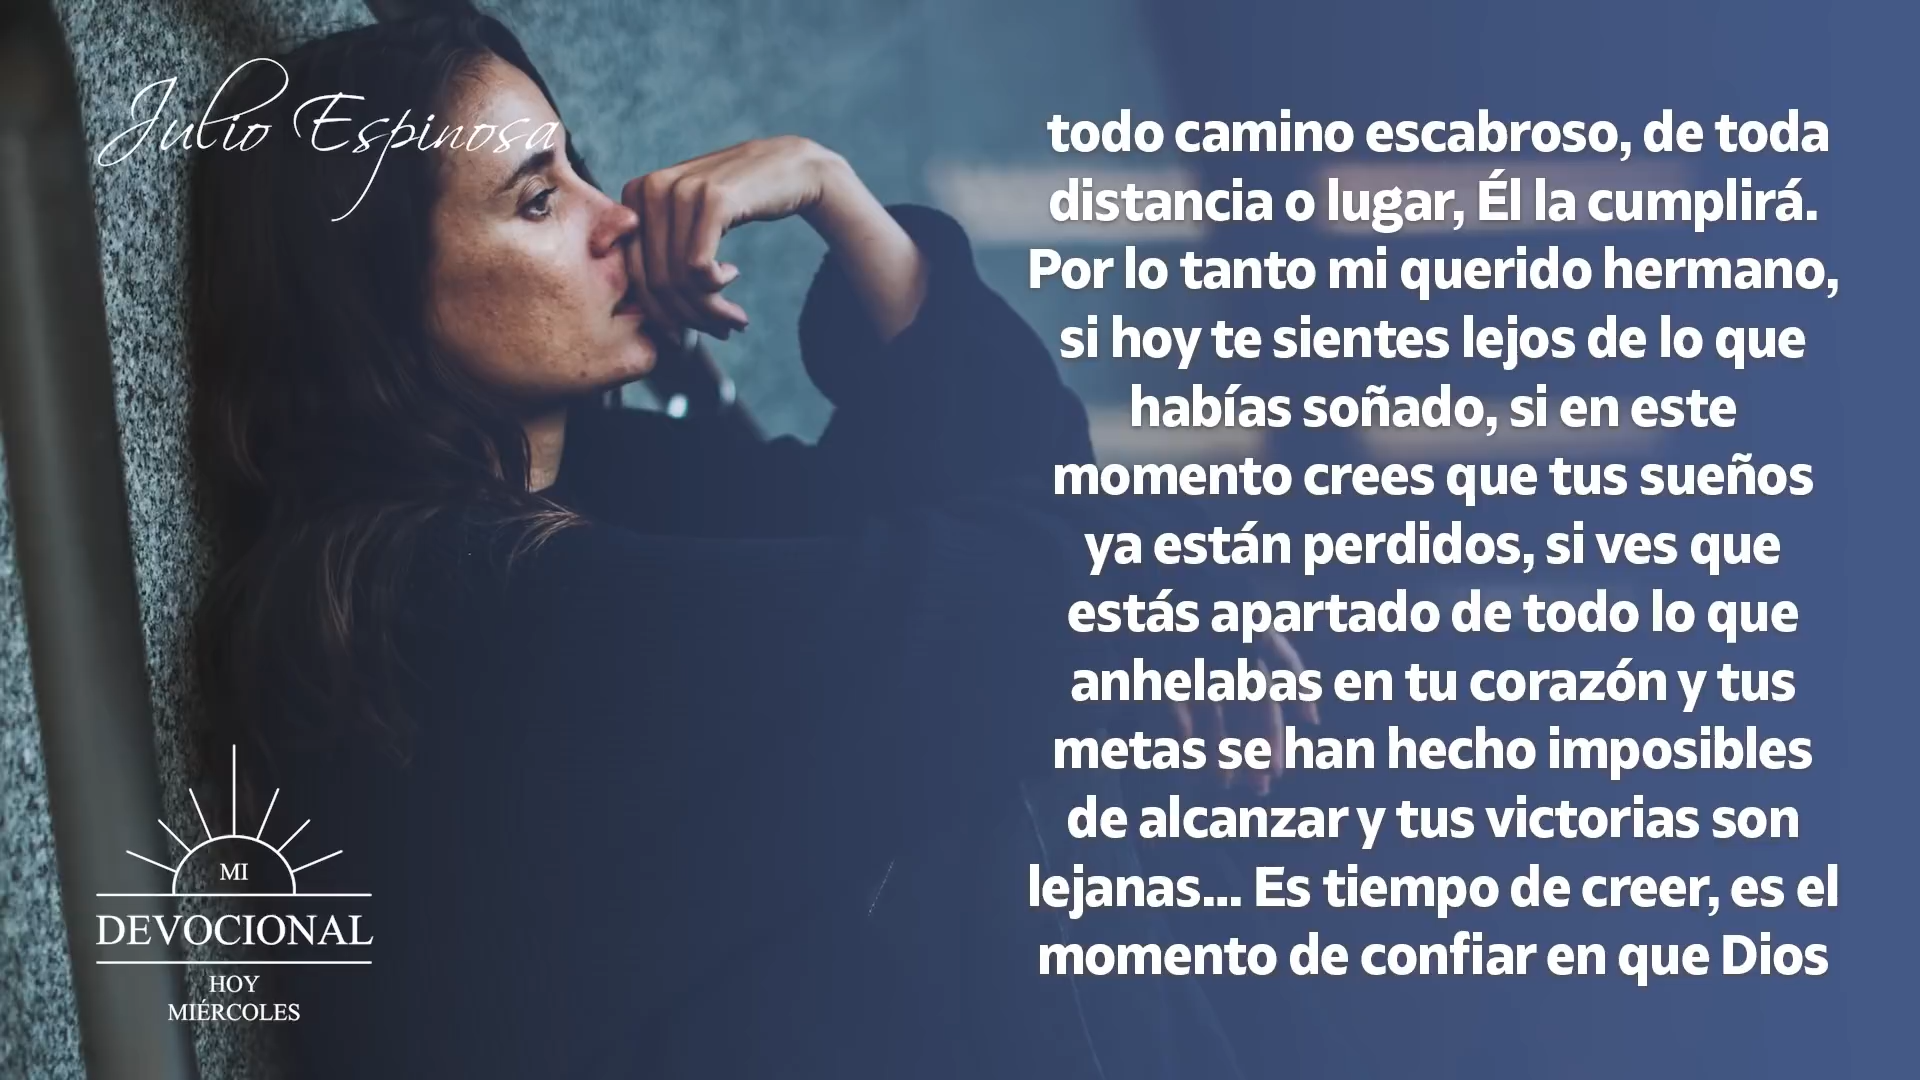 Julio Espinosa
todo camino escabroso, de toda
distancia o lugar, Él la cumplirá.
Por lo tanto mi querido hermano,
si hoy te sientes lejos de lo que
habías soñado, si en este
momento crees que tus sueños
ya están perdidos, si ves que
estás apartado de todo lo que
anhelabas en tu corazón y tus
metas se han hecho imposibles
de alcanzar y tus victorias son
lejanas... Es tiempo de creer, es el
momento de confiar en que Dios
MI
DEVOCIONAL
HOY
MIÉRCOLES